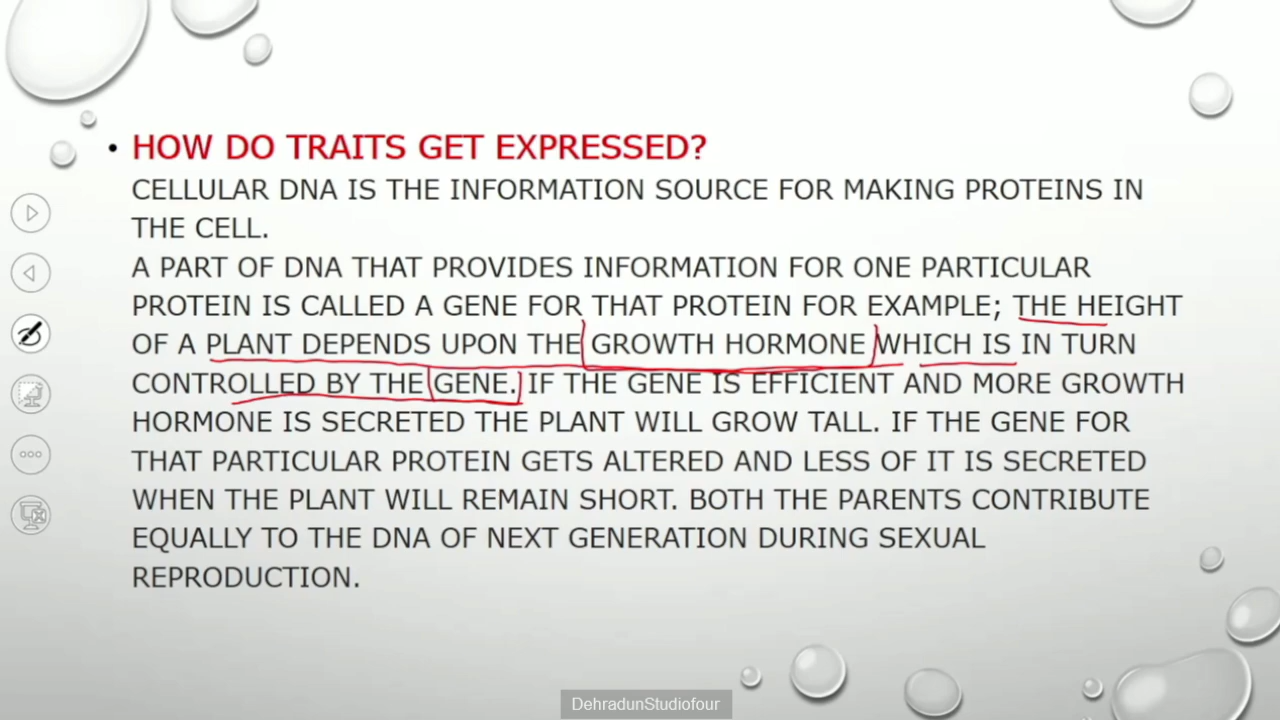 • HOW DO TRAITS GET EXPRESSED?
CELLULAR DNA IS THE INFORMATION SOURCE FOR MAKING PROTEINS IN
THE CELL.
A PART OF DNA THAT PROVIDES INFORMATION FOR ONE PARTICULAR
PROTEIN IS CALLED A GENE FOR THAT PROTEIN FOR EXAMPLE; THE HEIGHT
OF A PLANT DEPENDS UPON THE GROWTH HORMONE WHICH IS IN TURN
CONTROLLED BY THE GENE. IF THE GENE IS EFFICIENT AND MORE GROWTH
HORMONE IS SECRETED THE PLANT WILL GROW TALL. IF THE GENE FOR
THAT PARTICULAR PROTEIN GETS ALTERED AND LESS OF IT IS SECRETED
WHEN THE PLANT WILL REMAIN SHORT. BOTH THE PARENTS CONTRIBUTE
EQUALLY TO THE DNA OF NEXT GENERATION DURING SEXUAL
REPRODUCTION.
DehradunStudiofour